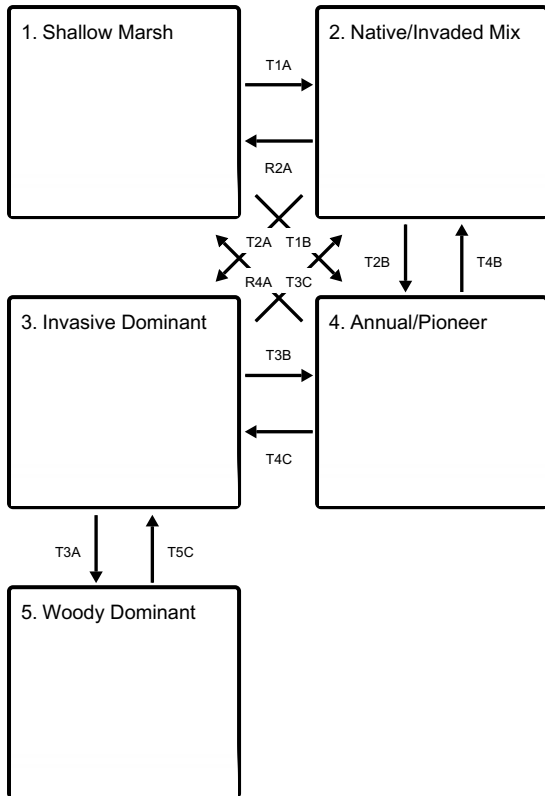 1. Shallow Marsh
2. Native/Invaded Mix
T1A
R2A
T2A
T1B
T2B
T4B
R4A
T3C
3. Invasive Dominant
4. Annual/Pioneer
T3B
T4C
T3A
T5C
5. Woody Dominant